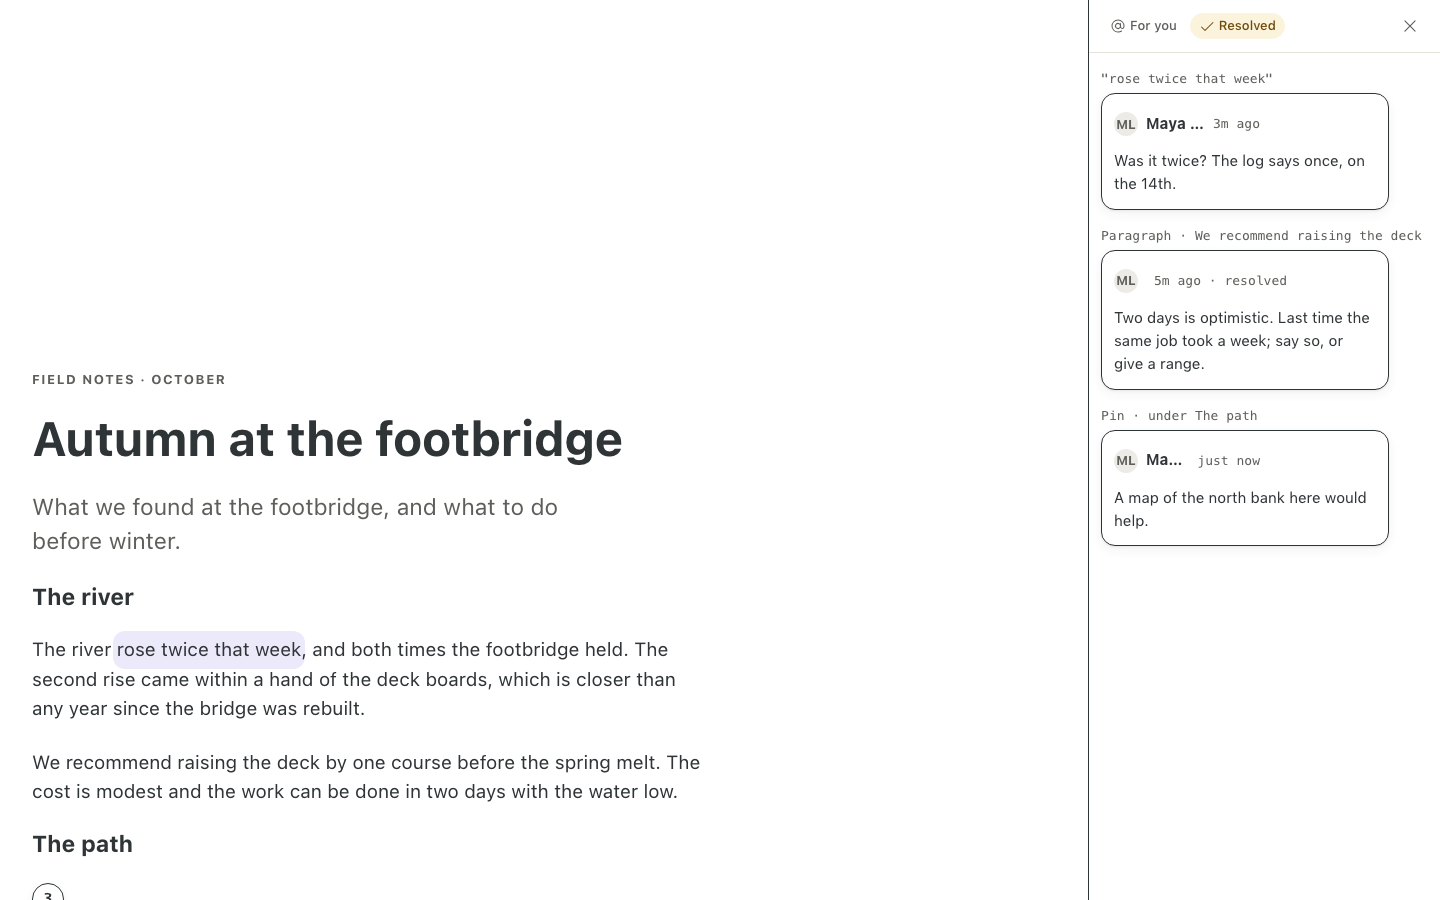 FIELD NOTES · OCTOBER
Autumn at the footbridge
What we found at the footbridge, and what to do
before winter.
The river
The river rose twice that week, and both times the footbridge held. The
second rise came within a hand of the deck boards, which is closer than
any year since the bridge was rebuilt.
We recommend raising the deck by one course before the spring melt. The
cost is modest and the work can be done in two days with the water low.
The path
3
@ For you
Resolved
"rose twice that week"
ML Maya ... 3m ago
Was it twice? The log says once, on
the 14th.
Paragraph · We recommend raising the deck
ML 5m ago · resolved
Two days is optimistic. Last time the
same job took a week; say so, or
give a range.
Pin · under The path
ML Ma... just now
A map of the north bank here would
help.